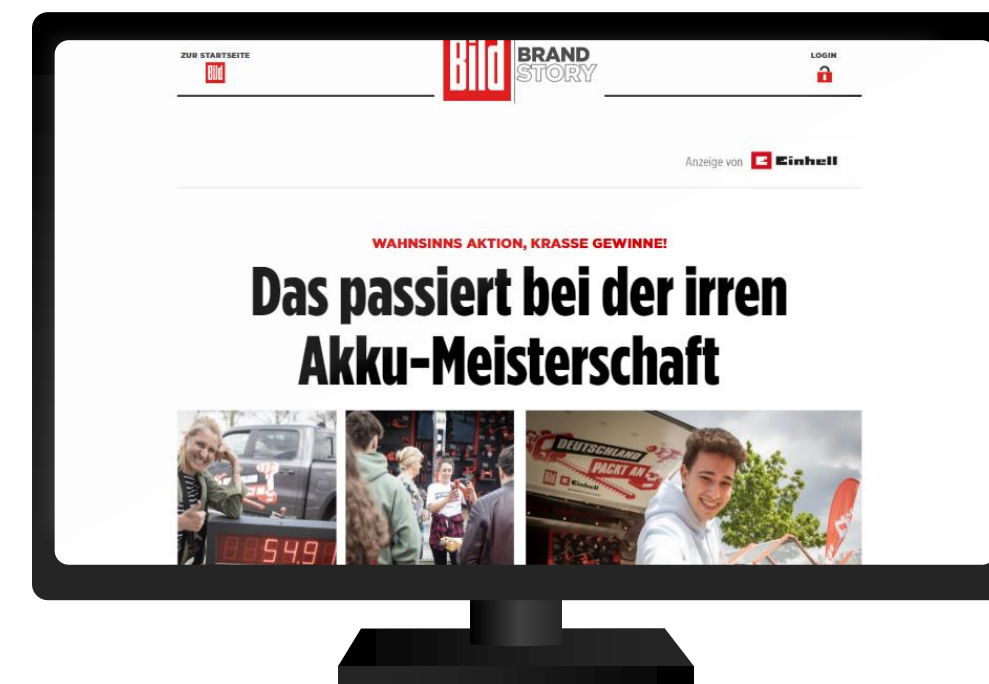 ZUR STARTSEITE
Bild
Bild BRAND
STORY
LOGIN
Anzeige von Einhell
WAHNSINNS AKTION, KRASSE GEWINNE!
Das passiert bei der irren
Akku-Meisterschaft
DEUTSCHLAND
PACKT AN
Bild Einhell
54.91